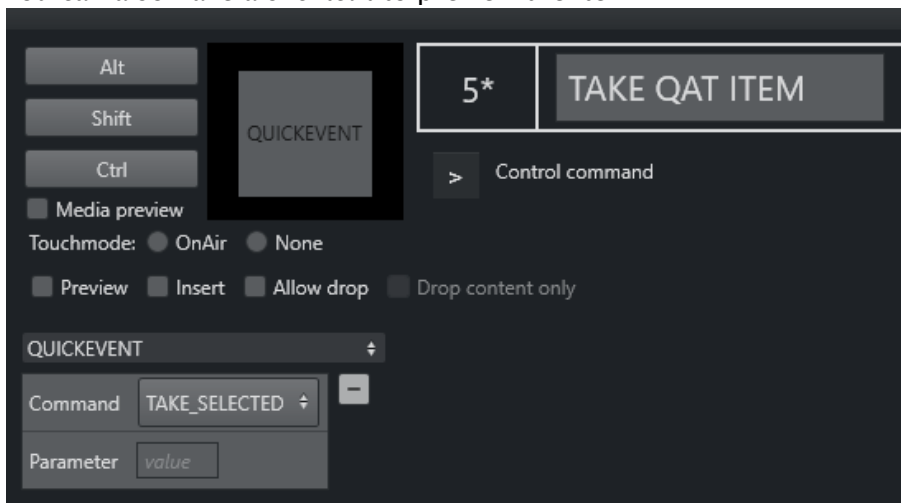 Alt
Shift
Ctrl
QUICKEVENT
5*
TAKE QAT ITEM
> Control command
Media preview
Touchmode: OnAir None
Preview Insert Allow drop Drop content only
QUICKEVENT
Command TAKE_SELECTED -
Parameter value